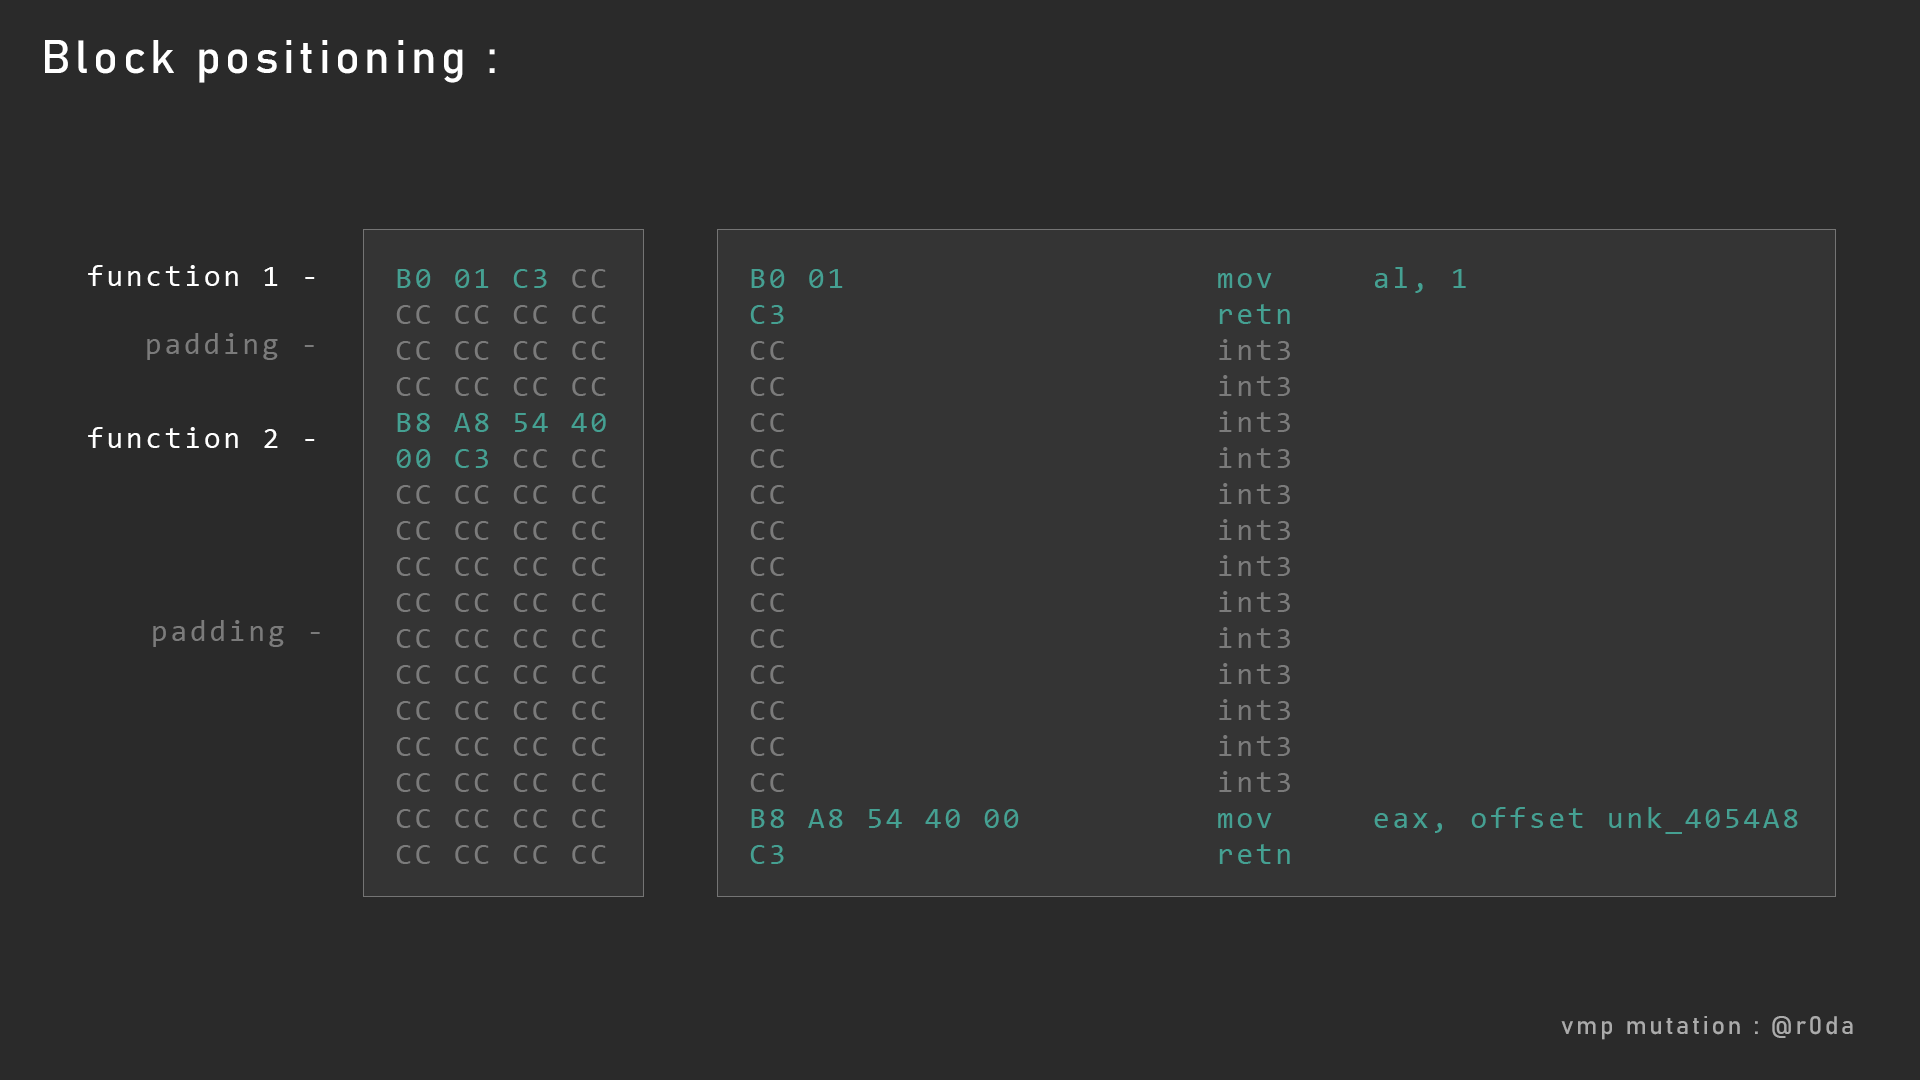 Block positioning :
function 1 -
padding -
function 2 -
padding -
B0 01 C3 CC
CC CC CC CC
CC CC CC CC
CC CC CC CC
B8 A8 54 40
00 C3 CC CC
CC CC CC CC
CC CC CC CC
CC CC CC CC
CC CC CC CC
CC CC CC CC
CC CC CC CC
CC CC CC CC
CC CC CC CC
CC CC CC CC
CC CC CC CC
CC CC CC CC
B0 01 mov al, 1
C3 retn
CC int3
CC int3
CC int3
CC int3
CC int3
CC int3
CC int3
CC int3
CC int3
CC int3
CC int3
CC int3
CC int3
B8 A8 54 40 00 mov eax, offset unk_4054A8
C3 retn
vmp mutation : @r0da